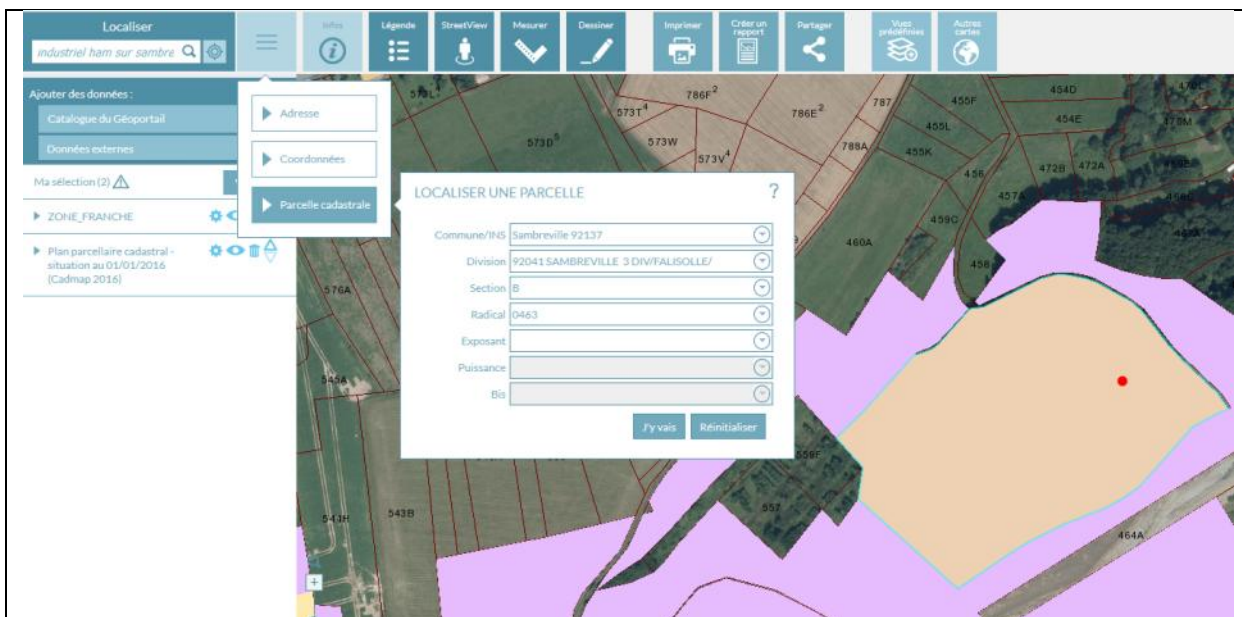 Localiser
industriel ham sur sambre
Infos
Légende
StreetView
Mesurer
Dessiner
Imprimer
Créer un
rapport
Partager
Vues
prédéfinies
Autres
cartes
Ajouter des données :
Catalogue du Géoportail
Données externes
Ma sélection (2)
ZONE_FRANCHE
Plan parcellaire cadastral -
situation au 01/01/2016
(Cadmap 2016)
Adresse
Coordonnées
Parcelle cadastrale
LOCALISER UNE PARCELLE ?
Commune/INS Sambreville 92137
Division 92041 SAMBREVILLE 3 DIV/FALISOLLE/
Section B
Radical 0463
Exposant
Puissance
Bis
J'y vais Réinitialiser
786F²
573T⁴
786E²
787
455F
454D
454E
455L
573W
573V⁴
788A
455K
456
472B
472A
457A
459C
460A
458
576A
545A
543B
557
464A
+